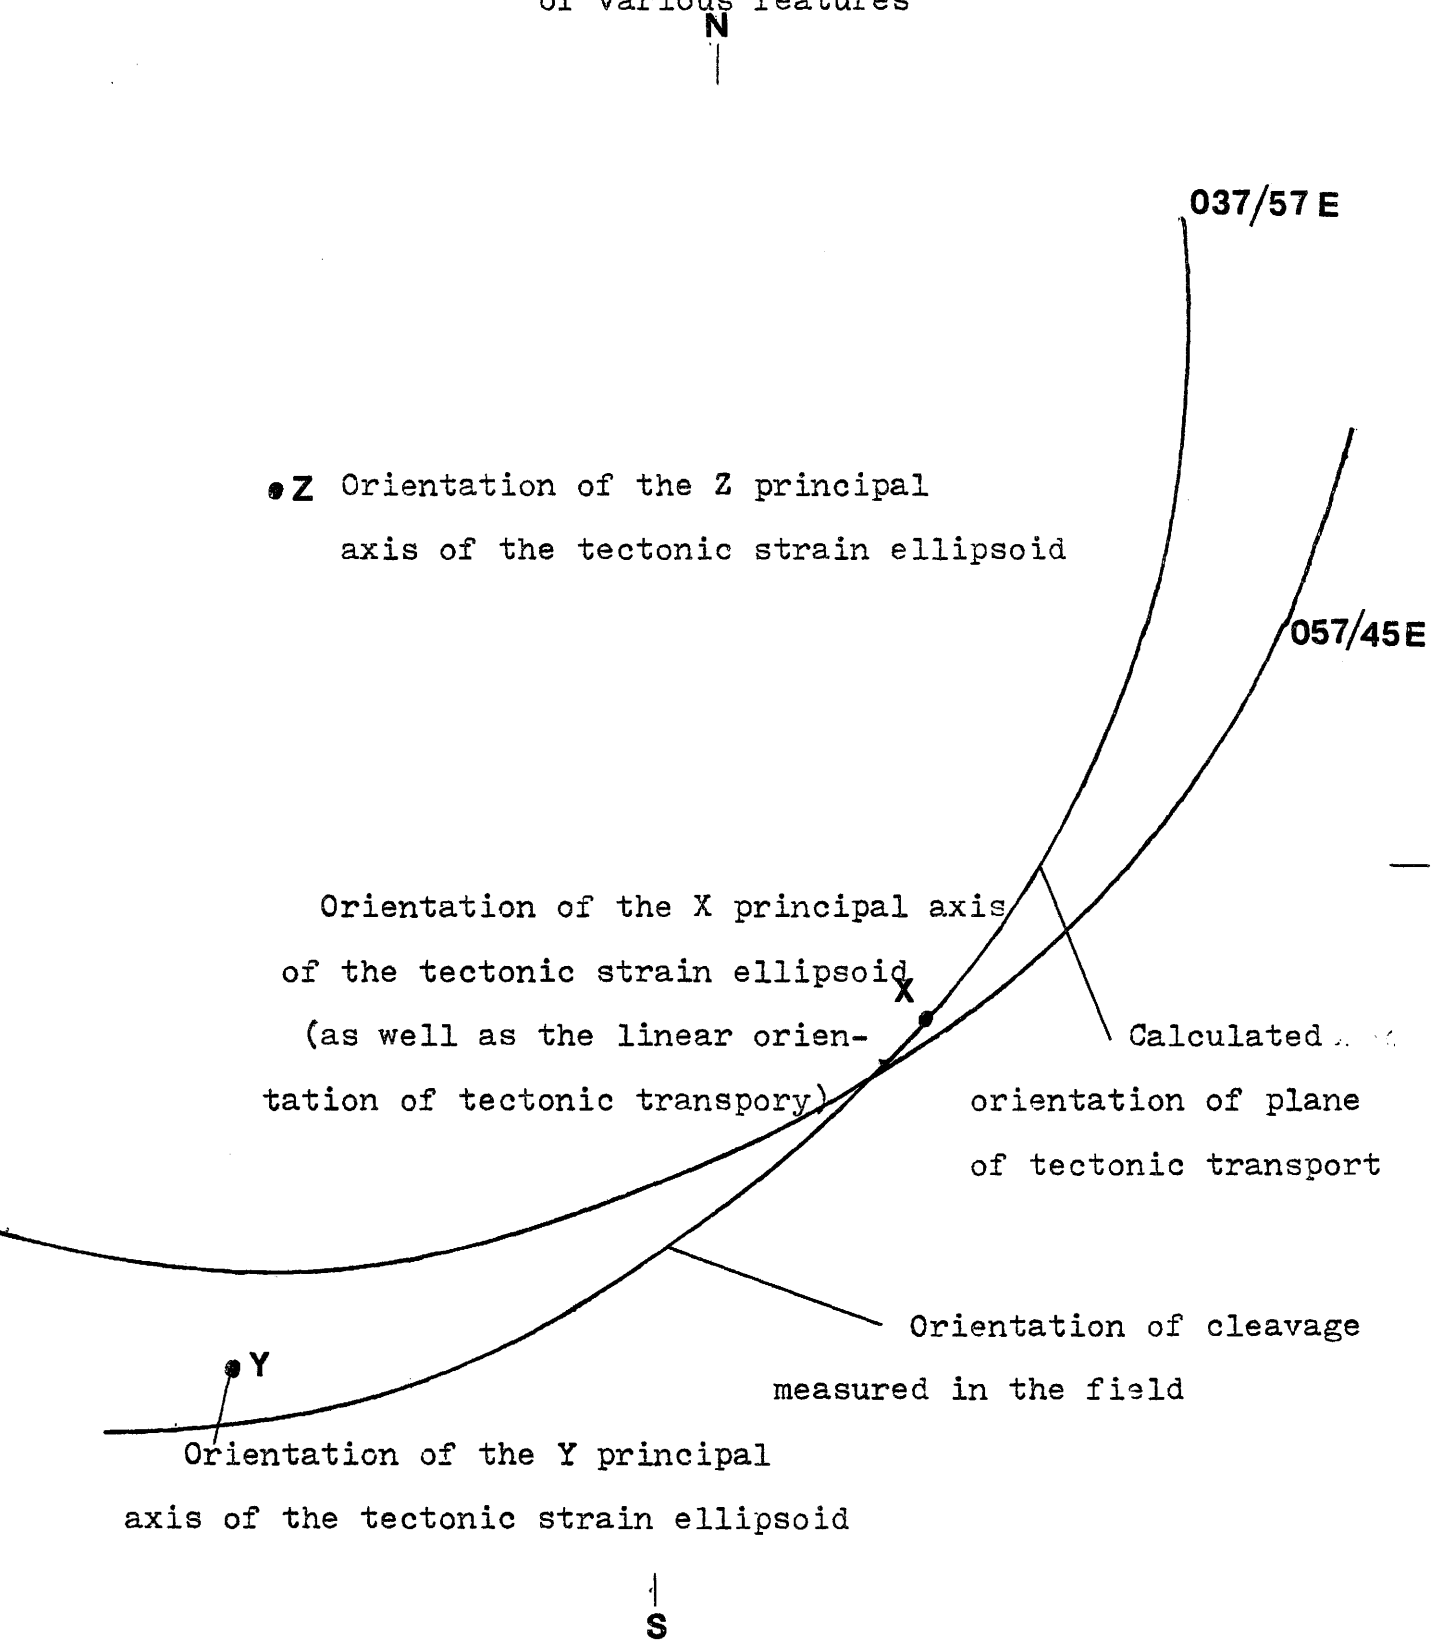 of various features
N
037/57 E
Z Orientation of the Z principal
axis of the tectonic strain ellipsoid
057/45 E
Orientation of the X principal axis
of the tectonic strain ellipsoid
X
(as well as the linear orien-
tation of tectonic transpory)
Calculated
orientation of plane
of tectonic transport
Orientation of cleavage
measured in the field
Y
Orientation of the Y principal
axis of the tectonic strain ellipsoid
S